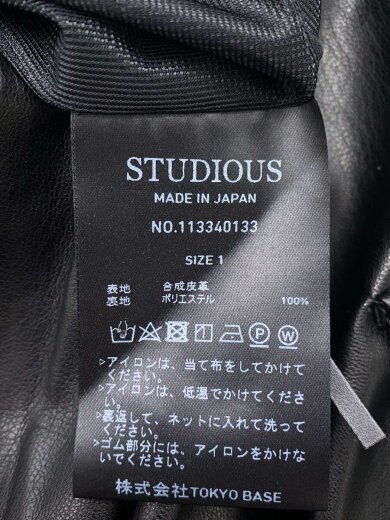 STUDIOUS
MADE IN JAPAN
NO.113340133
SIZE 1
表地 合成皮革
裏地 ポリエステル 100%
▷アイロンは、当て布をしてかけて
ください。
▷アイロンは、低温でかけてくださ
い。
▷裏返して、ネットに入れて洗って
ください。
▷ゴム部分には、アイロンをかけな
いでください。
株式会社TOKYO BASE